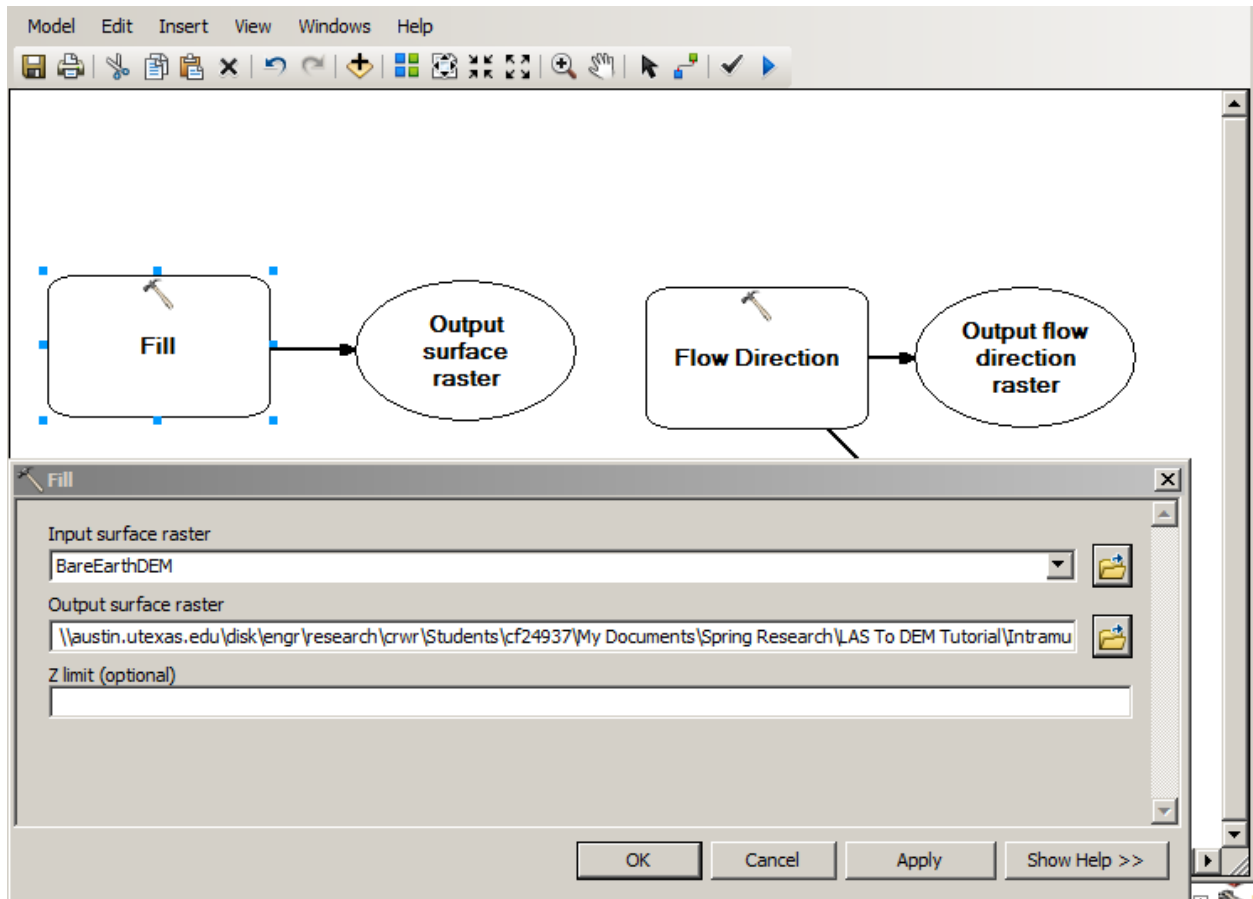 Model Edit Insert View Windows Help
Fill
Output
surface
raster
Flow Direction
Output flow
direction
raster
Fill
Input surface raster
BareEarthDEM
Output surface raster
\\austin.utexas.edu\disk\engr\research\crwr\Students\cf24937\My Documents\Spring Research\LAS To DEM Tutorial\Intramu
Z limit (optional)
OK Cancel Apply Show Help >>